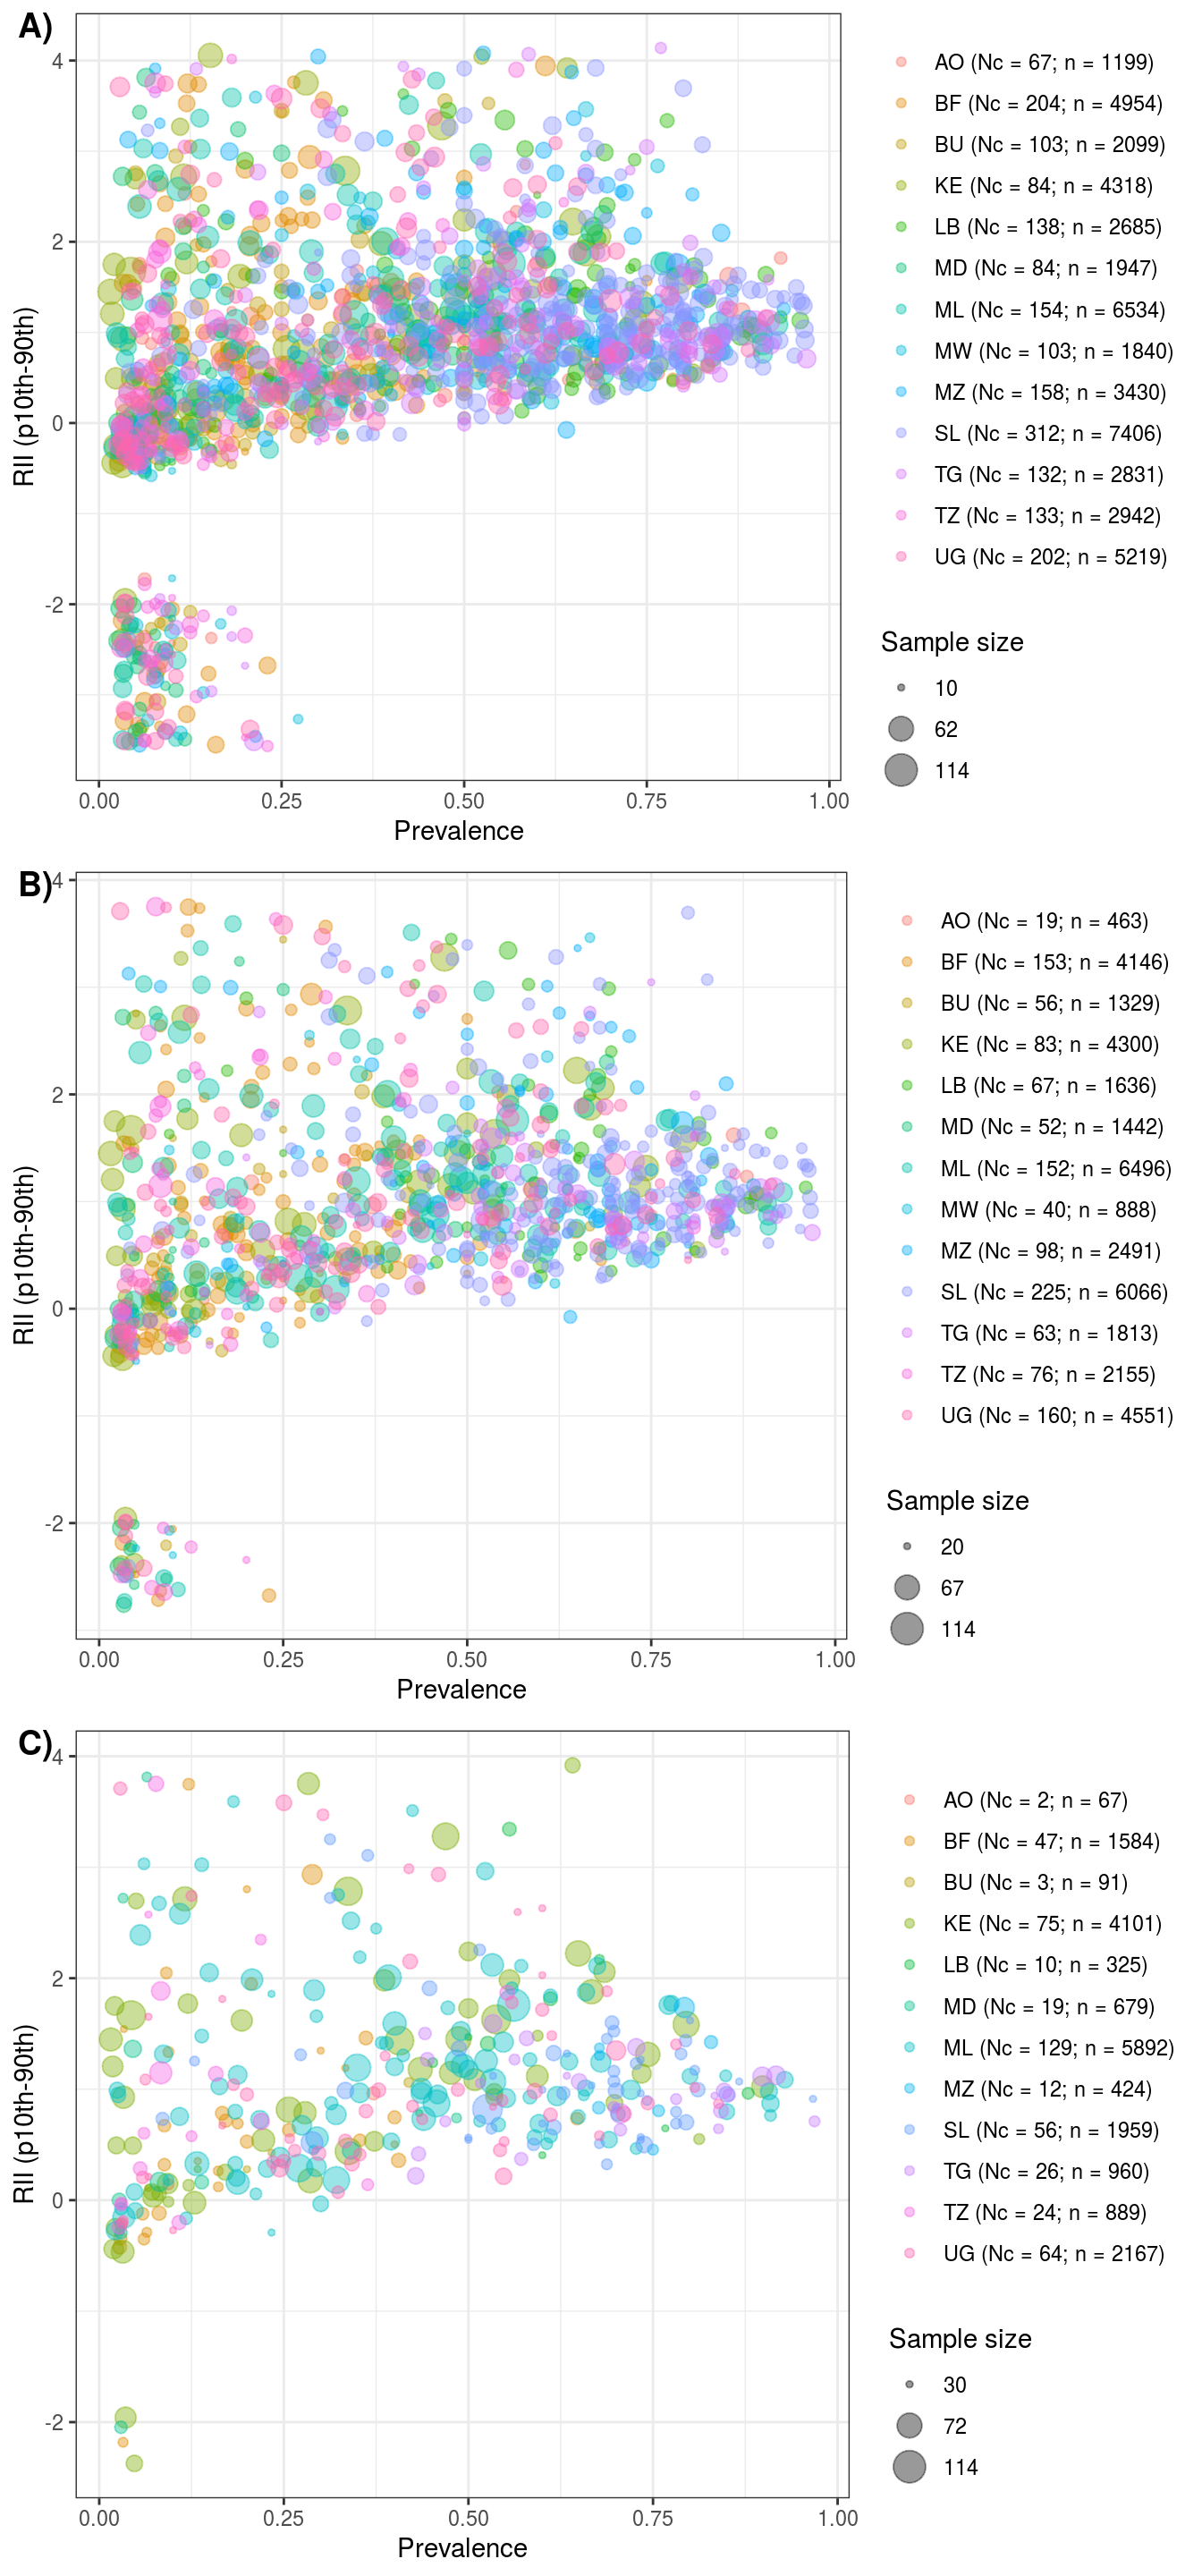 A)
4
2
0
-2
RII (p10th-90th)
0.00 0.25 0.50 0.75 1.00
Prevalence
AO (Nc = 67; n = 1199)
BF (Nc = 204; n = 4954)
BU (Nc = 103; n = 2099)
KE (Nc = 84; n = 4318)
LB (Nc = 138; n = 2685)
MD (Nc = 84; n = 1947)
ML (Nc = 154; n = 6534)
MW (Nc = 103; n = 1840)
MZ (Nc = 158; n = 3430)
SL (Nc = 312; n = 7406)
TG (Nc = 132; n = 2831)
TZ (Nc = 133; n = 2942)
UG (Nc = 202; n = 5219)
Sample size
10
62
114
B)
4
2
0
-2
RII (p10th-90th)
0.00 0.25 0.50 0.75 1.00
Prevalence
AO (Nc = 19; n = 463)
BF (Nc = 153; n = 4146)
BU (Nc = 56; n = 1329)
KE (Nc = 83; n = 4300)
LB (Nc = 67; n = 1636)
MD (Nc = 52; n = 1442)
ML (Nc = 152; n = 6496)
MW (Nc = 40; n = 888)
MZ (Nc = 98; n = 2491)
SL (Nc = 225; n = 6066)
TG (Nc = 63; n = 1813)
TZ (Nc = 76; n = 2155)
UG (Nc = 160; n = 4551)
Sample size
20
67
114
C)
4
2
0
-2
RII (p10th-90th)
0.00 0.25 0.50 0.75 1.00
Prevalence
AO (Nc = 2; n = 67)
BF (Nc = 47; n = 1584)
BU (Nc = 3; n = 91)
KE (Nc = 75; n = 4101)
LB (Nc = 10; n = 325)
MD (Nc = 19; n = 679)
ML (Nc = 129; n = 5892)
MZ (Nc = 12; n = 424)
SL (Nc = 56; n = 1959)
TG (Nc = 26; n = 960)
TZ (Nc = 24; n = 889)
UG (Nc = 64; n = 2167)
Sample size
30
72
114